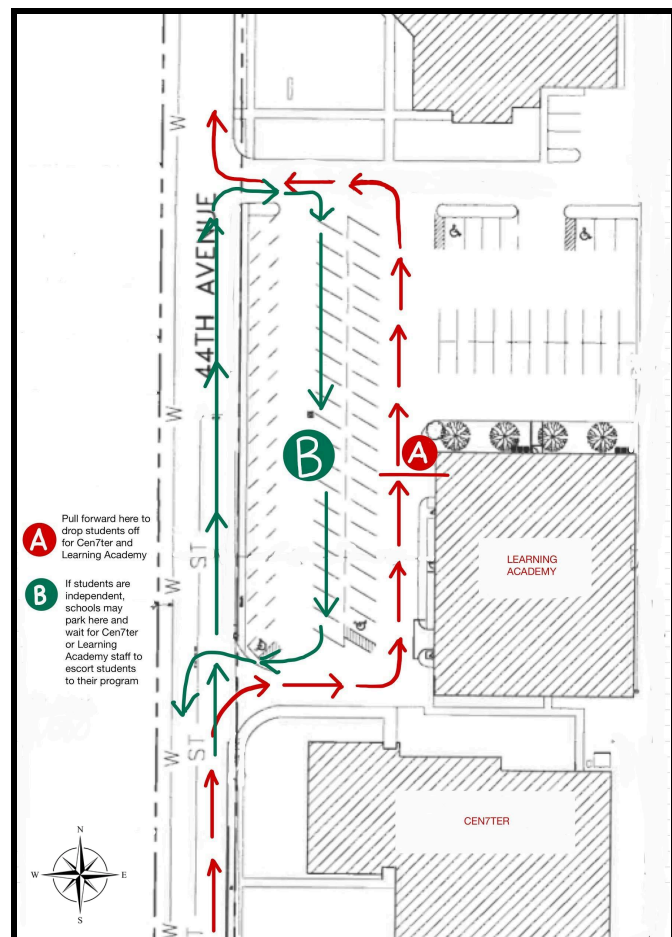 W
44TH AVENUE
W
B
A
A
Pull forward here to
drop students off
for Cen7ter and
Learning Academy
ST
LEARNING
ACADEMY
B
If students are
independent,
schools may
park here and
wait for Cen7ter
or Learning
Academy staff to
escort students
to their program
W
W
ST
W
CEN7TER
N
W
E
S
W
T